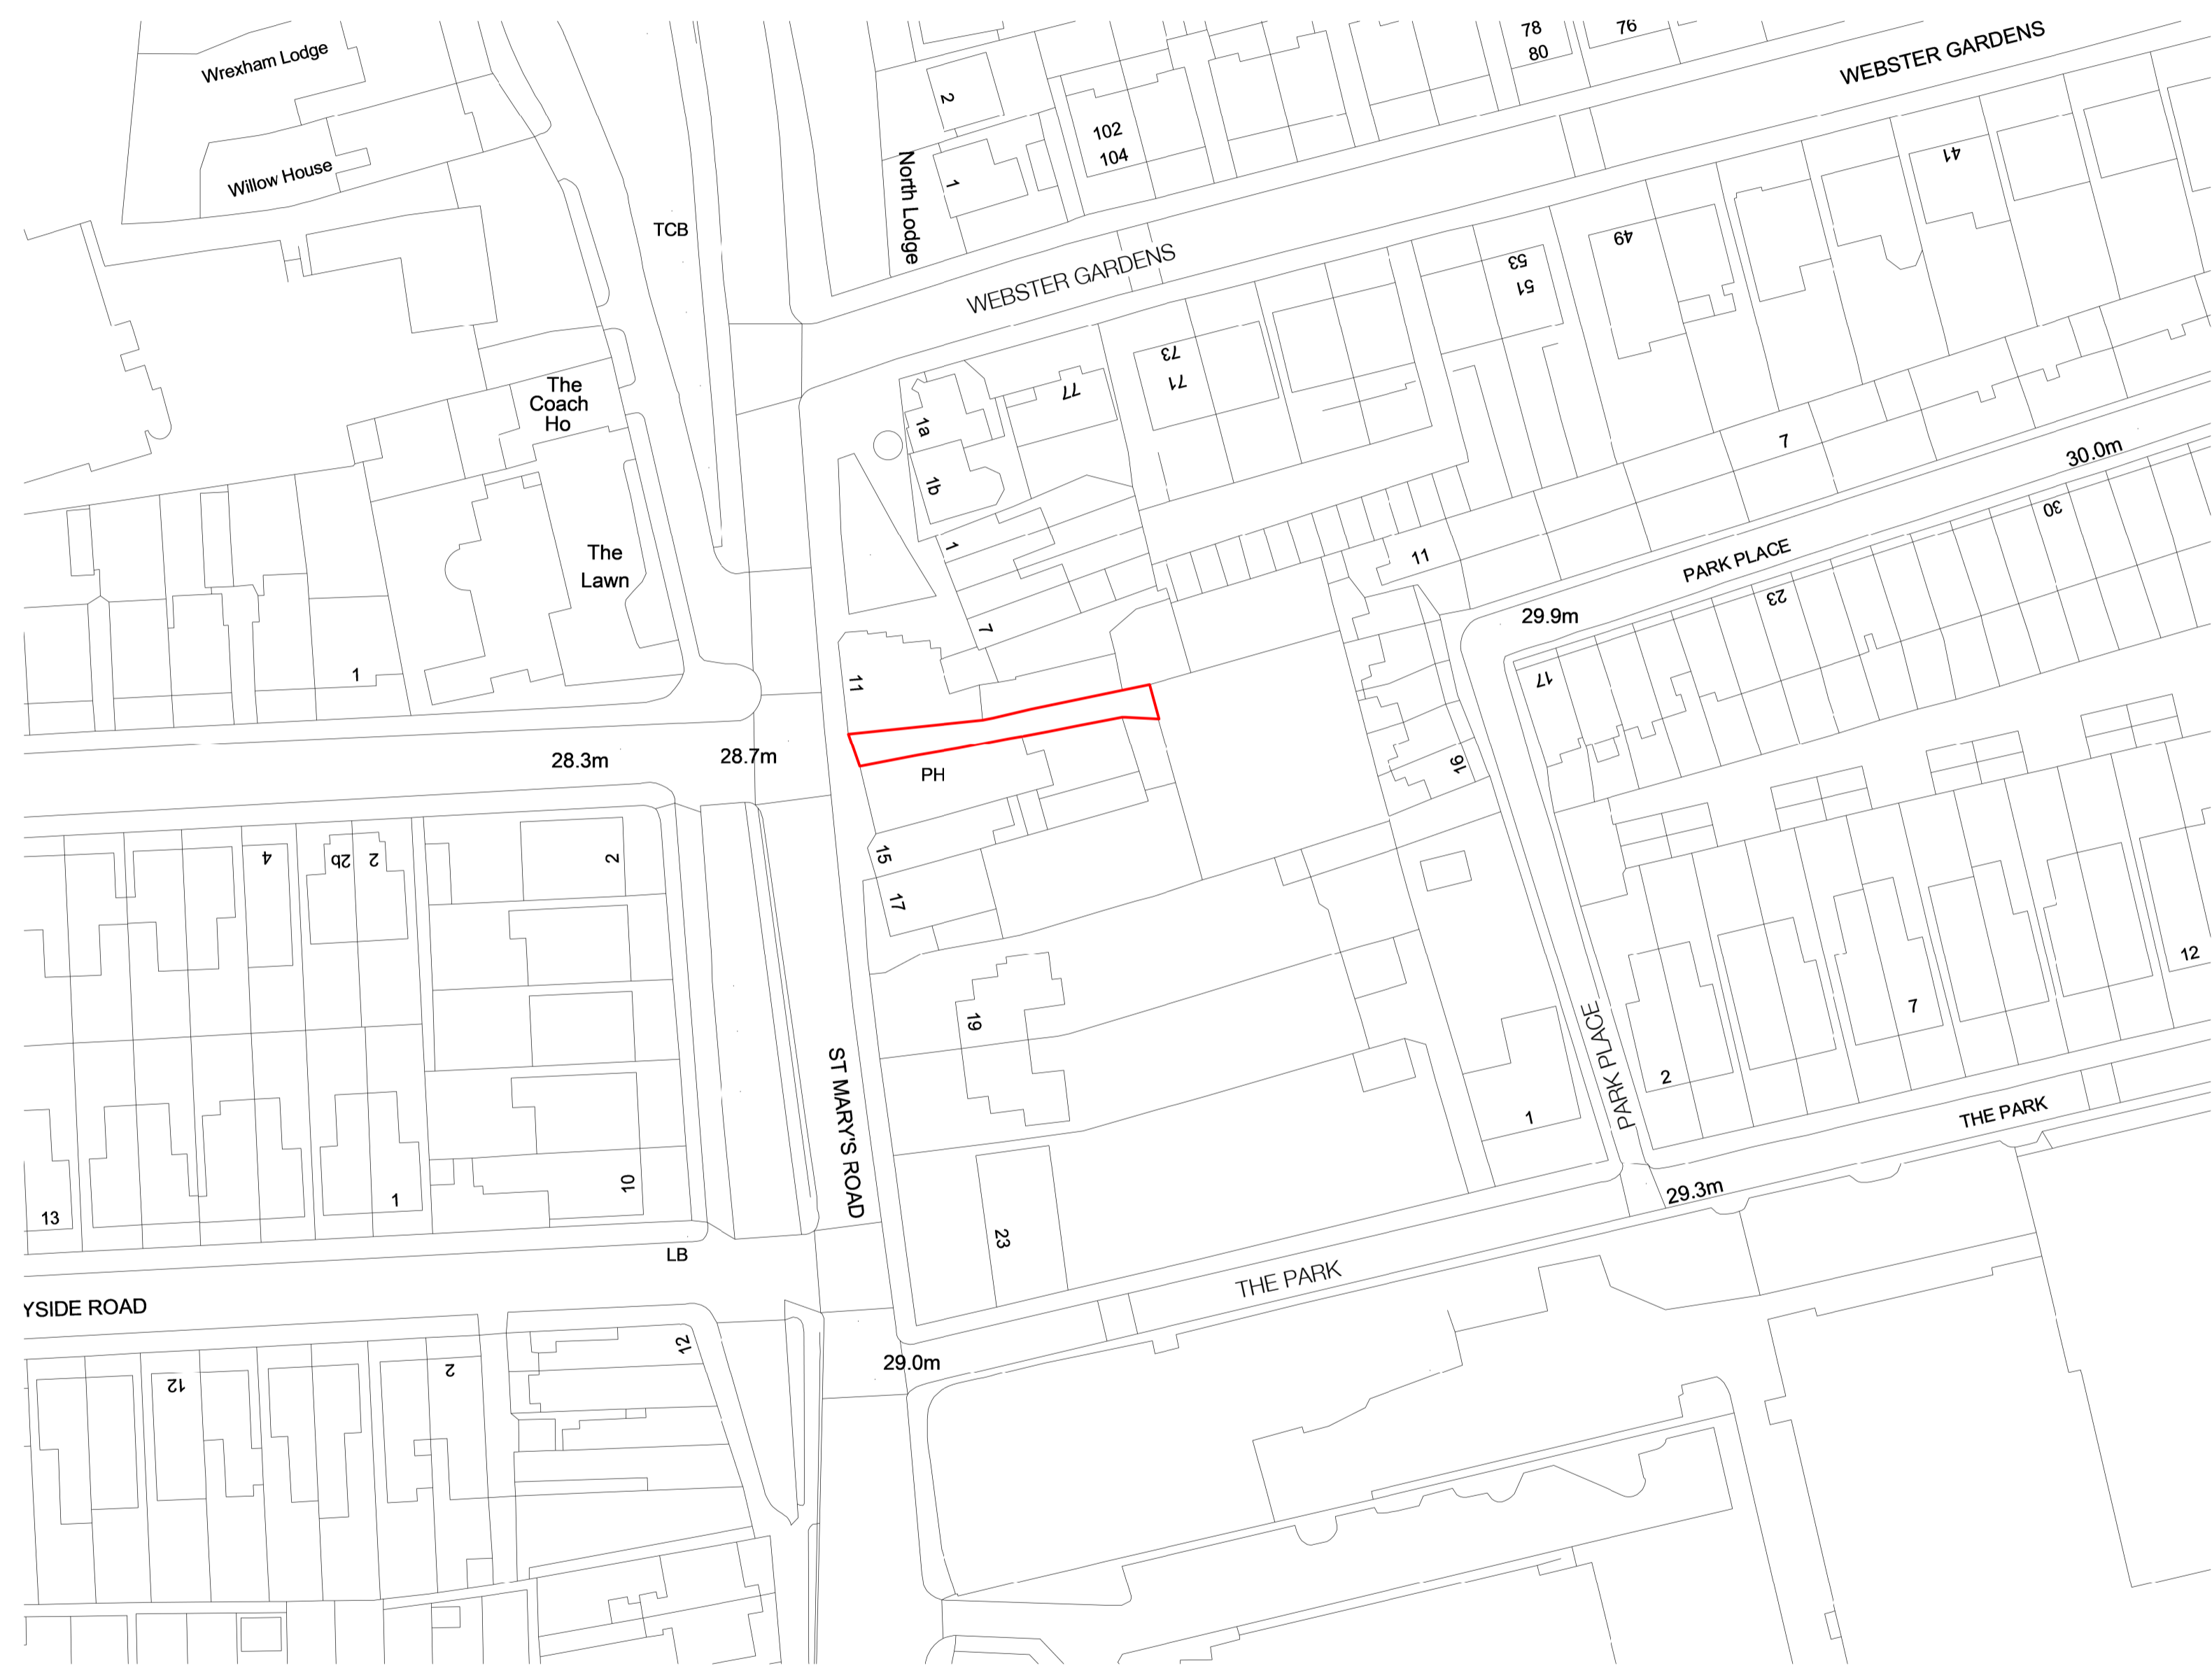 78
76
80
WEBSTER GARDENS
Wrexham Lodge
2
102
104
41
Willow House
North Lodge
1
TCB
49
53
51
WEBSTER GARDENS
73
71
77
The
Coach
Ho
1a
7
30.0m
1b
30
The
Lawn
1
11
PARK PLACE
23
29.9m
7
17
1
11
28.3m
28.7m
PH
16
4
2b
2
2
15
17
12
19
7
PARK PLACE
ST MARY'S ROAD
2
1
THE PARK
13
1
10
29.3m
23
LB
THE PARK
YSIDE ROAD
12
29.0m
2
12